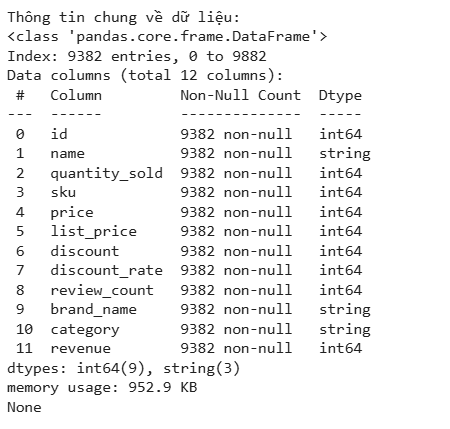 Thông tin chung về dữ liệu:
<class 'pandas.core.frame.DataFrame'>
Index: 9382 entries, 0 to 9882
Data columns (total 12 columns):
 #   Column         Non-Null Count  Dtype
---  ------         --------------  -----
 0   id             9382 non-null   int64
 1   name           9382 non-null   string
 2   quantity_sold  9382 non-null   int64
 3   sku            9382 non-null   int64
 4   price          9382 non-null   int64
 5   list_price     9382 non-null   int64
 6   discount       9382 non-null   int64
 7   discount_rate  9382 non-null   int64
 8   review_count   9382 non-null   int64
 9   brand_name     9382 non-null   string
 10  category       9382 non-null   string
 11  revenue        9382 non-null   int64
dtypes: int64(9), string(3)
memory usage: 952.9 KB
None